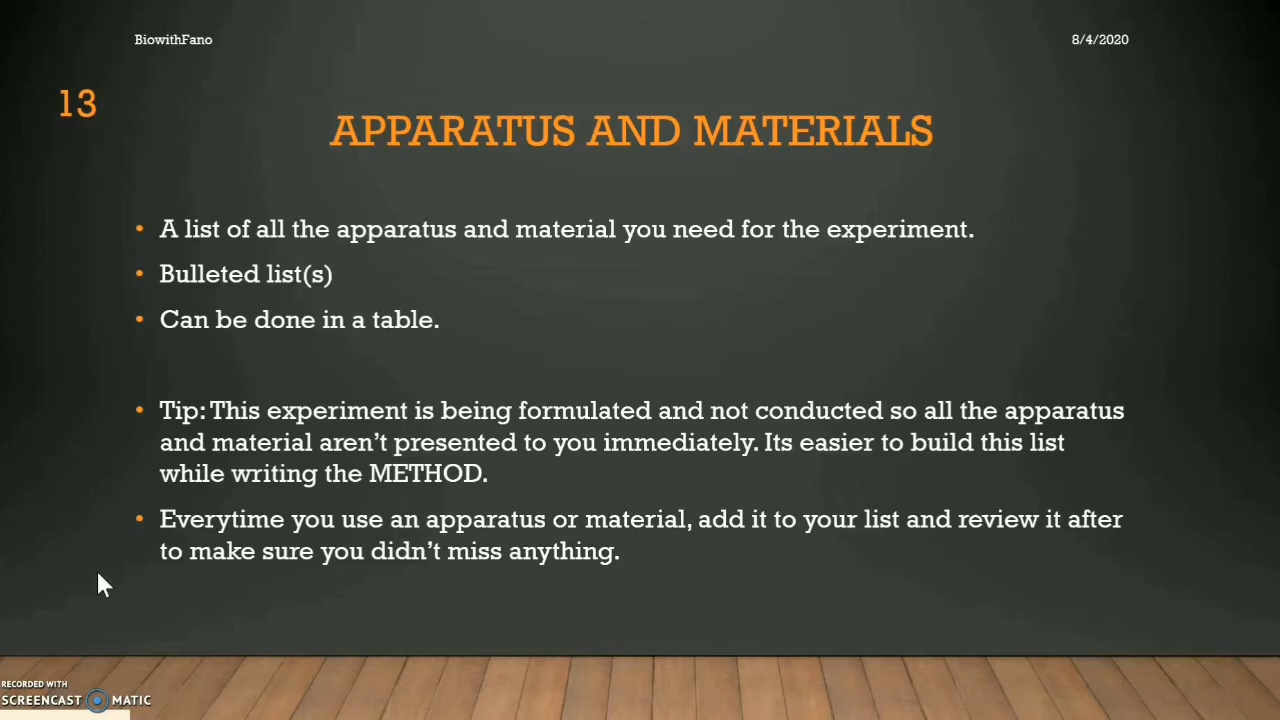 BiowithFano
8/4/2020
13
APPARATUS AND MATERIALS
• A list of all the apparatus and material you need for the experiment.
• Bulleted list(s)
• Can be done in a table.
• Tip: This experiment is being formulated and not conducted so all the apparatus
and material aren't presented to you immediately. Its easier to build this list
while writing the METHOD.
• Everytime you use an apparatus or material, add it to your list and review it after
to make sure you didn't miss anything.
RECORDED WITH
SCREENCAST MATIC